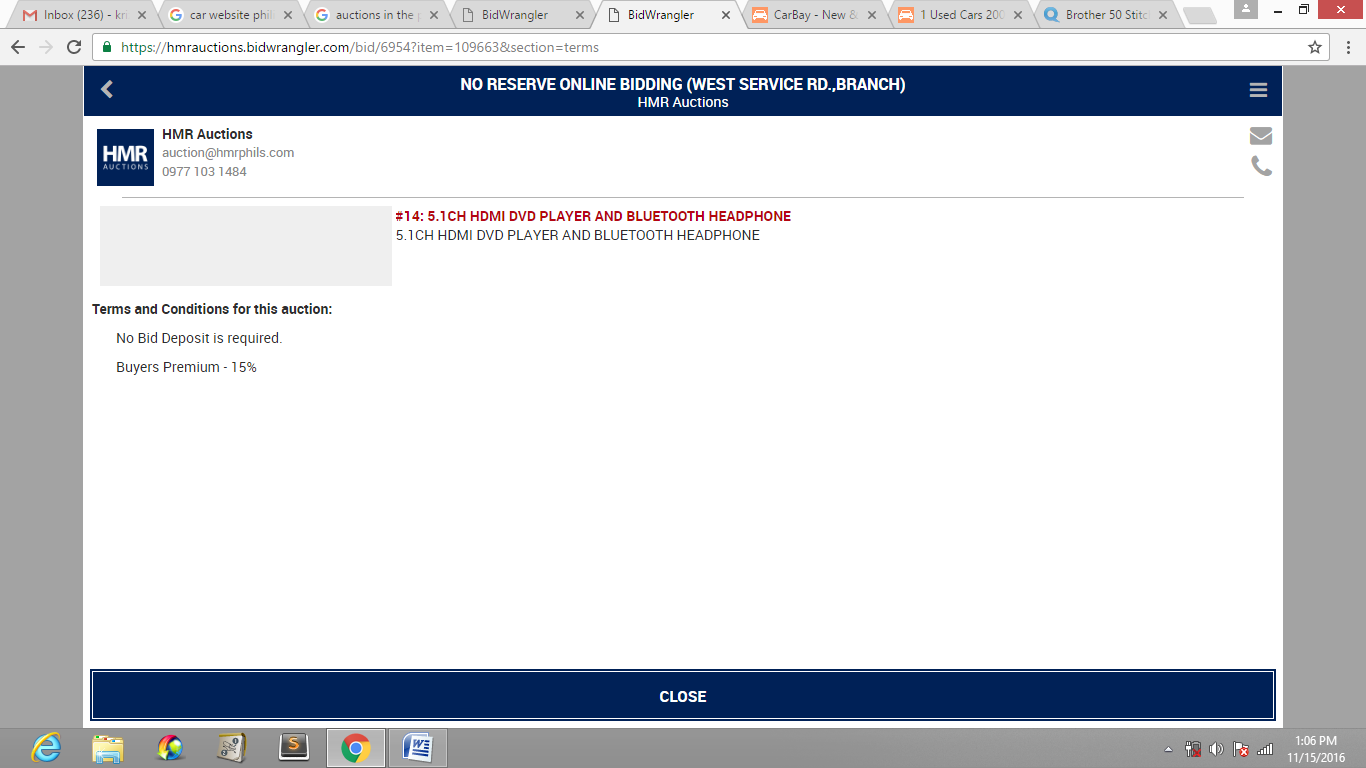 Inbox (236) - kr
car website phil
auctions in the p
BidWrangler
BidWrangler
CarBay - New &
1 Used Cars 200
Brother 50 Stitc
https://hmrauctions.bidwrangler.com/bid/6954?item=109663&section=terms
NO RESERVE ONLINE BIDDING (WEST SERVICE RD.,BRANCH)
HMR Auctions
HMR
AUCTIONS
HMR Auctions
auction@hmrphils.com
0977 103 1484
#14: 5.1CH HDMI DVD PLAYER AND BLUETOOTH HEADPHONE
5.1CH HDMI DVD PLAYER AND BLUETOOTH HEADPHONE
Terms and Conditions for this auction:
No Bid Deposit is required.
Buyers Premium - 15%
CLOSE
1:06 PM
11/15/2016